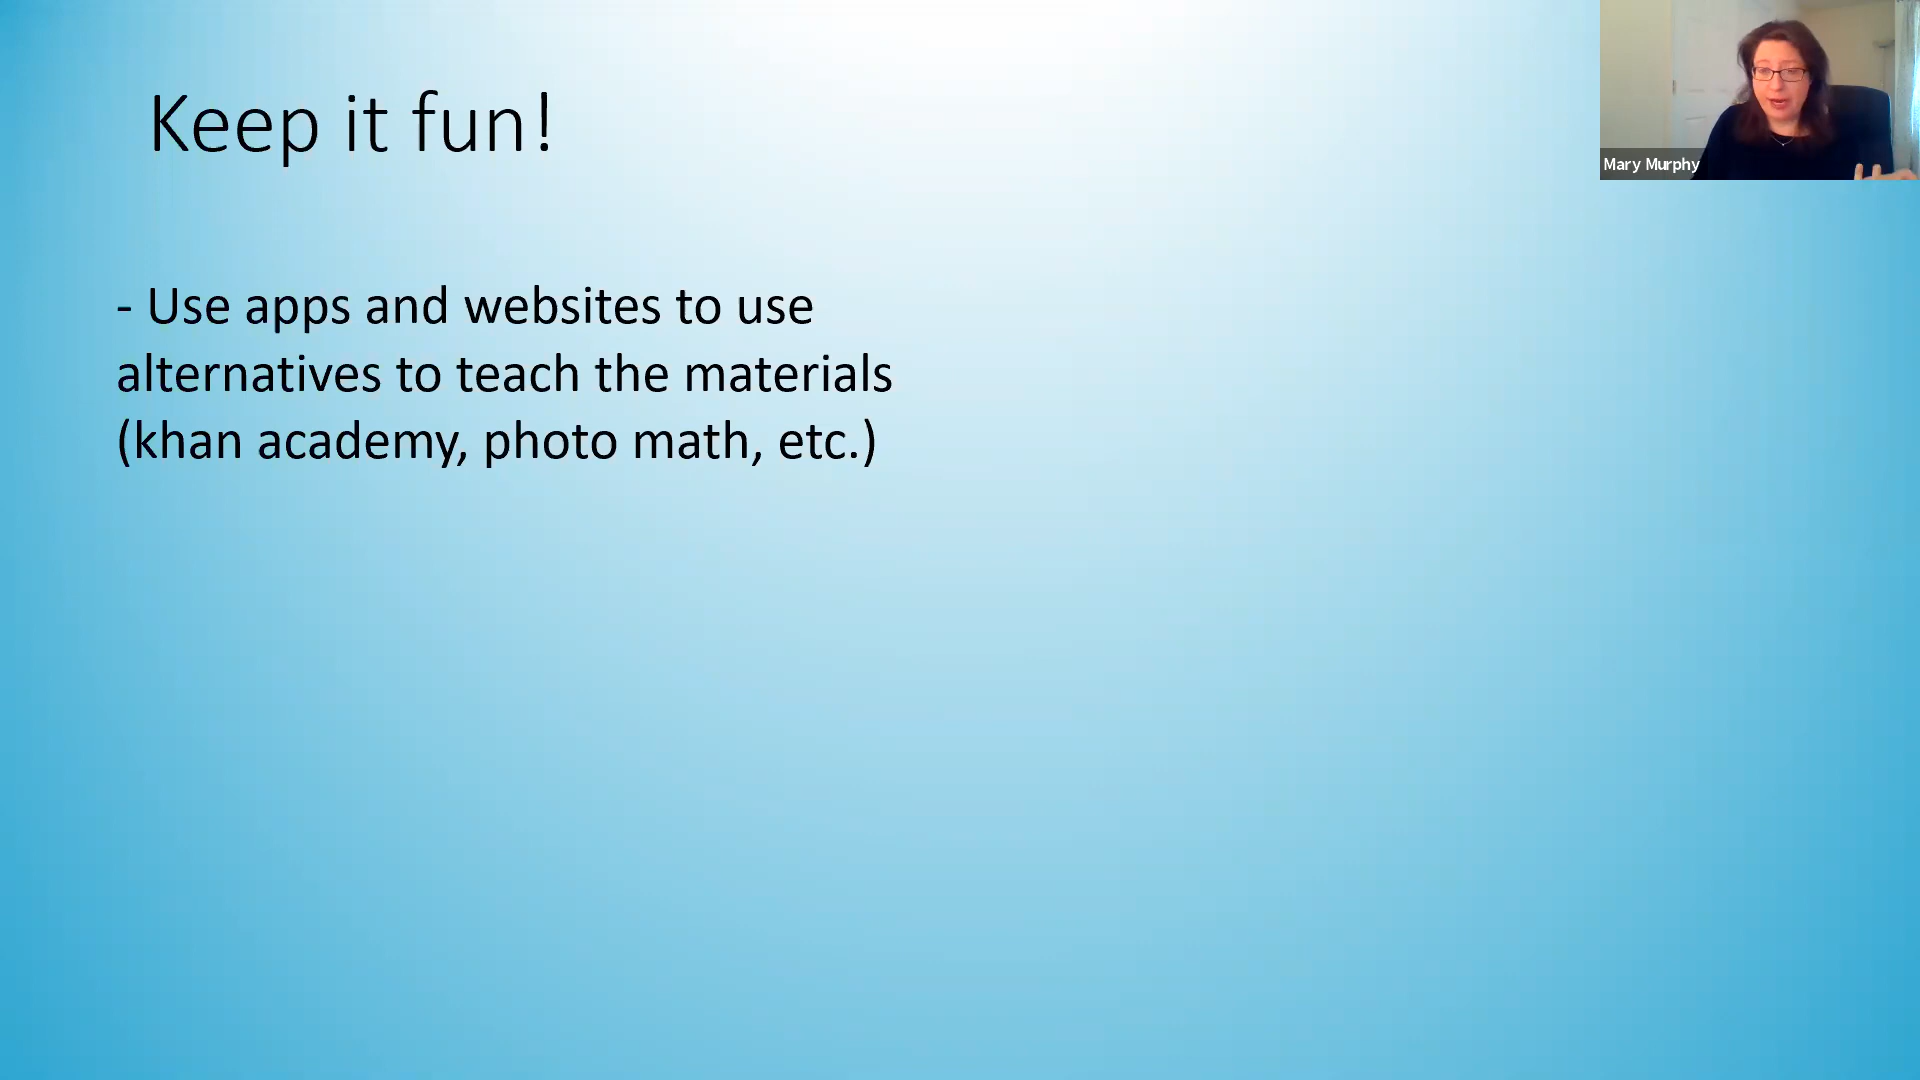 Keep it fun!
Mary Murphy
- Use apps and websites to use
alternatives to teach the materials
(khan academy, photo math, etc.)